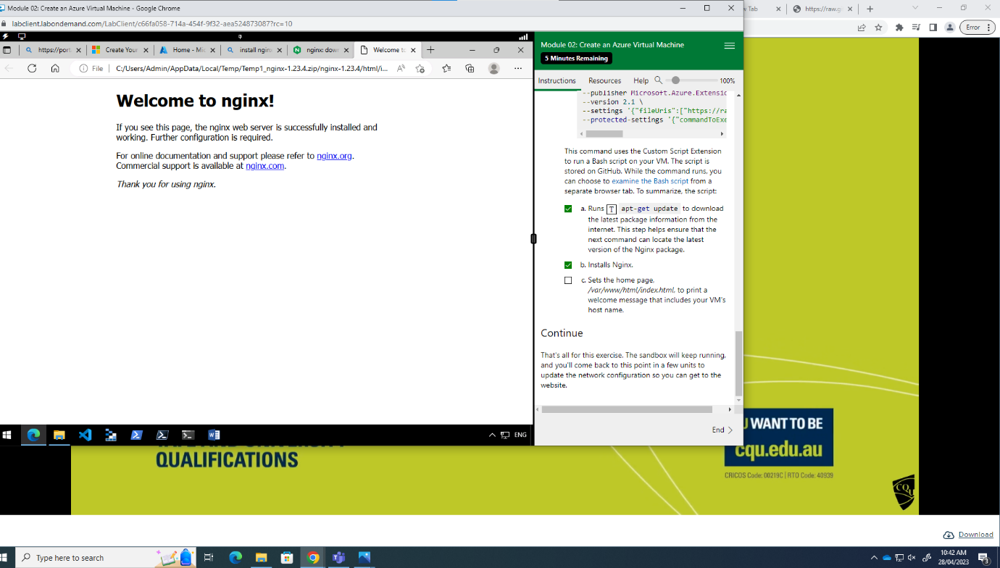 Module 02: Create an Azure Virtual Machine - Google Chrome
labclient.labondemand.com/LabClient/c66fa058-714a-454f-9f32-aea524873087?rc=10
Tab
https://raw.g
Error
https://port
Create Your
Home - Mic
install nginx
nginx: dow
Welcome to
File
C:/Users/Admin/AppData/Local/Temp/Temp1_nginx-1.23.4.zip/nginx-1.23.4/html/i...
Welcome to nginx!
If you see this page, the nginx web server is successfully installed and
working. Further configuration is required.
For online documentation and support please refer to nginx.org.
Commercial support is available at nginx.com.
Thank you for using nginx.
ENG
Module 02: Create an Azure Virtual Machine
5 Minutes Remaining
Instructions Resources Help 100%
--publisher Microsoft.Azure.Extensio
--version 2.1 \
--settings '{"fileUris":["https://ra
--protected-settings '{"commandToExe
This command uses the Custom Script Extension
to run a Bash script on your VM. The script is
stored on GitHub. While the command runs, you
can choose to examine the Bash script from a
separate browser tab. To summarize, the script:
a. Runs T apt-get update to download
the latest package information from the
internet. This step helps ensure that the
next command can locate the latest
version of the Nginx package.
b. Installs Nginx.
c. Sets the home page,
/var/www/html/index.html, to print a
welcome message that includes your VM's
host name.
Continue
That's all for this exercise. The sandbox will keep running,
and you'll come back to this point in a few units to
update the network configuration so you can get to the
website.
End
QUALIFICATIONS
U WANT TO BE
cqu.edu.au
CRICOS Code: 00219C | RTO Code: 40939
CQU
Download
Type here to search
10:42 AM
28/04/2023
3